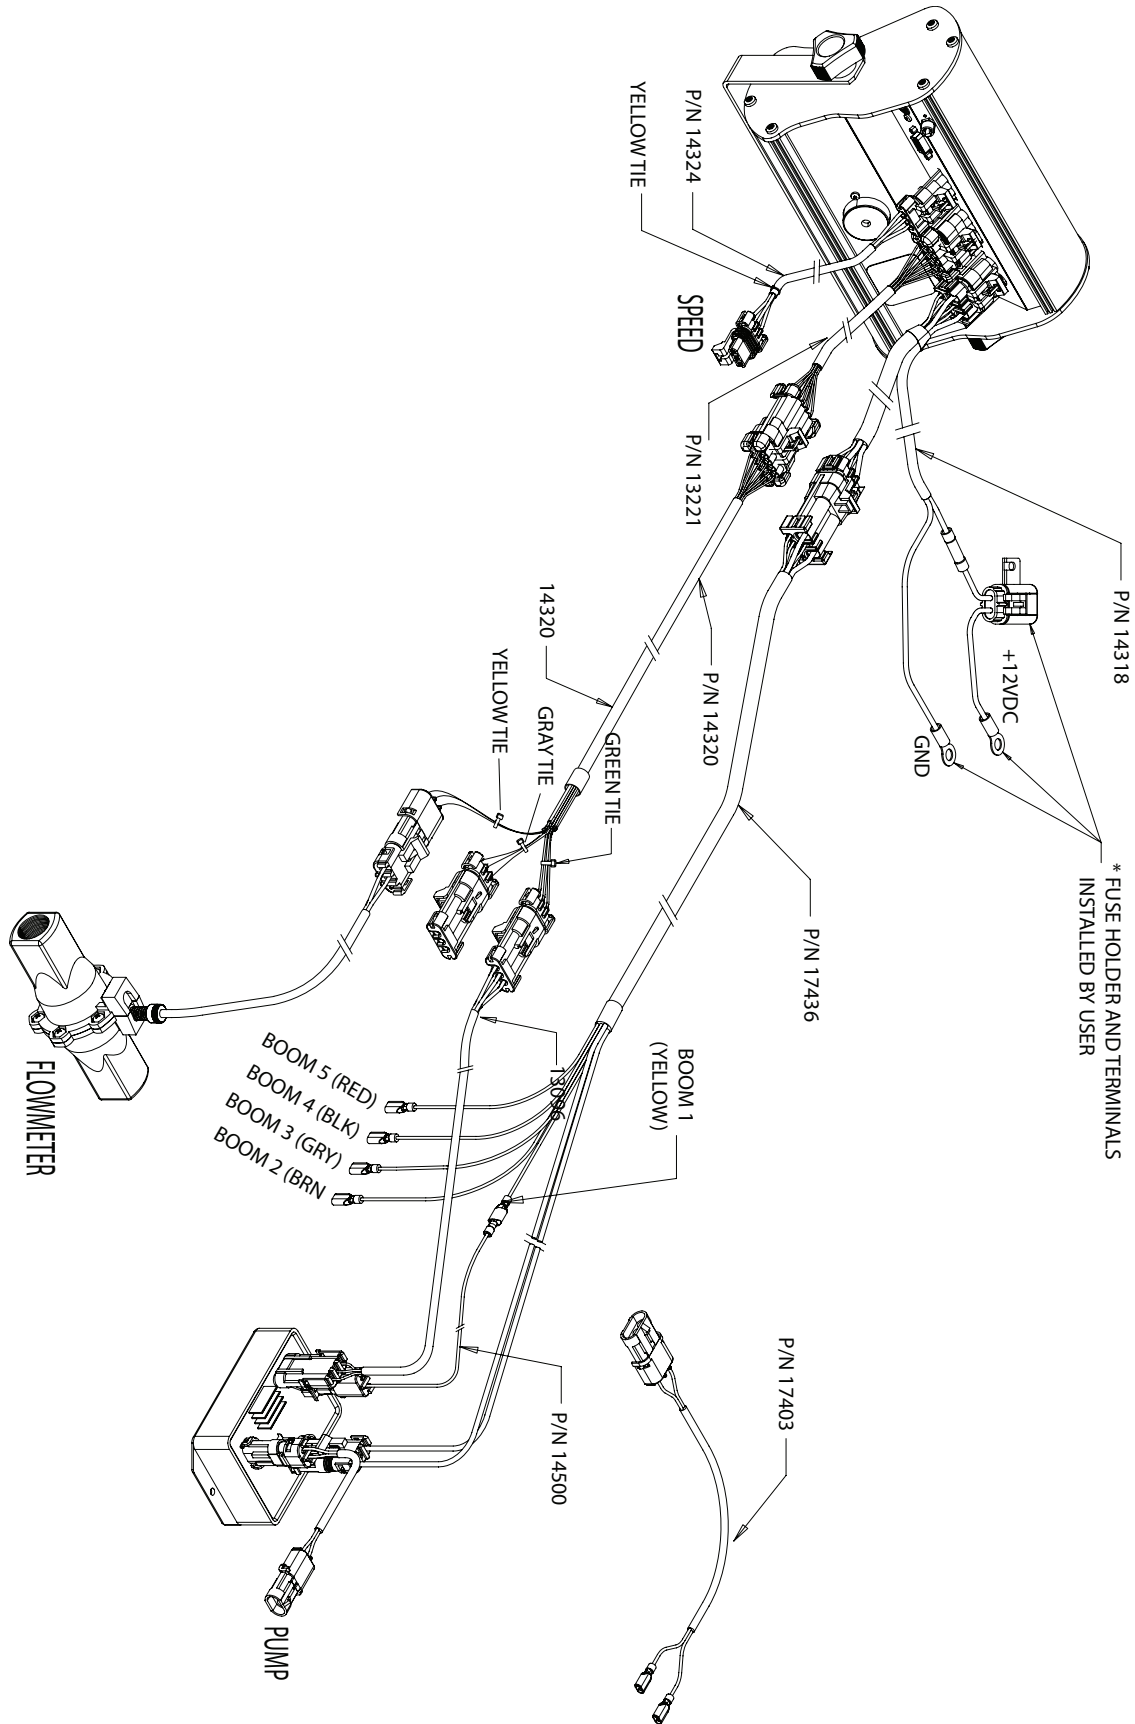 * FUSE HOLDER AND TERMINALS
INSTALLED BY USER
P/N 14318
+12VDC
GND
P/N 14324
YELLOW TIE
SPEED
P/N 13221
P/N 14320
14320
P/N 17436
GREEN TIE
GRAY TIE
YELLOW TIE
FLOWMETER
13096
BOOM 1
(YELLOW)
BOOM 5 (RED)
BOOM 4 (BLK)
BOOM 3 (GRY)
BOOM 2 (BRN
P/N 14500
P/N 17403
PUMP